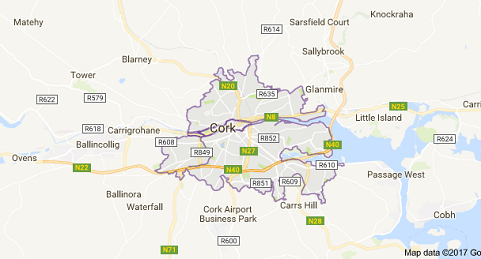 Knockraha
Matehy
Sarsfield Court
R614
Sallybrook
Blarney
Tower
N20
R635
Glanmire
R622
R579
N25
N8
Little Island
Carri
R618
Carrigrohane
Cork
R852
R624
Ballincollig
R608
R849
N27
N40
Ovens
N22
N40
R610
Passage West
R851
R609
Ballinora
Waterfall
Cork Airport
Business Park
Carrs Hill
Cobh
N28
R600
N71
Map data ©2017 Go